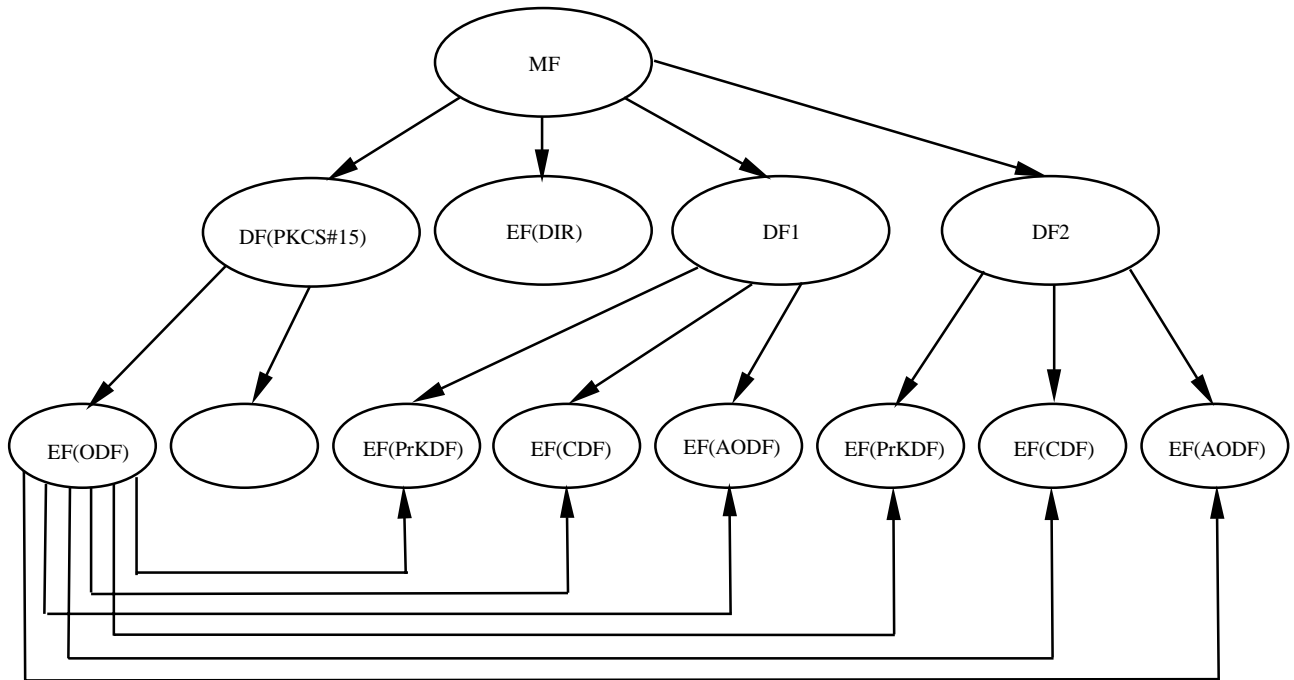 MF
DF(PKCS#15)
EF(DIR)
DF1
DF2
EF(ODF)
EF(PrKDF)
EF(CDF)
EF(AODF)
EF(PrKDF)
EF(CDF)
EF(AODF)